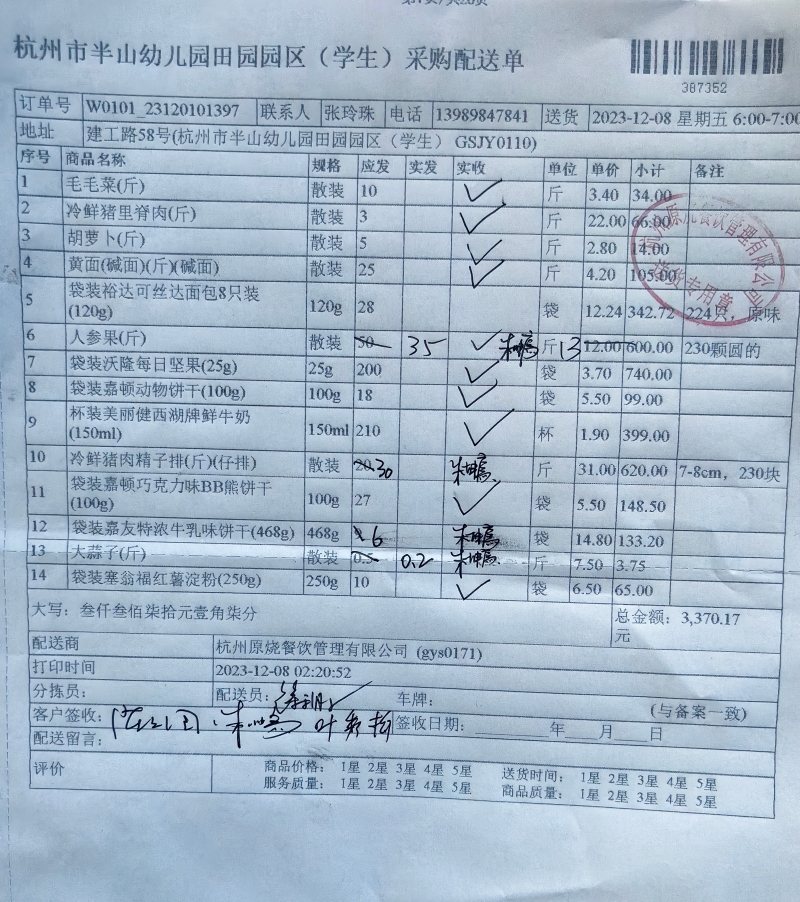 杭州市半山幼儿园田园园区（学生）采购配送单
387352
订单号 W0101_23120101397 联系人 张玲珠 电话 13989847841 送货 2023-12-08 星期五 6:00-7:00
地址 建工路58号(杭州市半山幼儿园田园园区（学生） GSJY0110)
序号 商品名称 规格 应发 实发 实收 单位 单价 小计 备注
1 毛毛菜(斤) 散装 10 ✓ 斤 3.40 34.00
2 冷鲜猪里脊肉(斤) 散装 3 ✓ 斤 22.00 66.00
3 胡萝卜(斤) 散装 5 ✓ 斤 2.80 14.00
4 黄面(碱面)(斤)(碱面) 散装 25 ✓ 斤 4.20 105.00
5 袋装裕达可丝达面包8只装
(120g) 120g 28 袋 12.24 342.72 224只，原味
6 人参果(斤) 散装 50 35 ✓ 斤 13 12.00 600.00 230颗圆的
7 袋装沃隆每日坚果(25g) 25g 200 ✓ 袋 3.70 740.00
8 袋装嘉顿动物饼干(100g) 100g 18 ✓ 袋 5.50 99.00
9 杯装美丽健西湖牌鲜牛奶
(150ml) 150ml 210 ✓ 杯 1.90 399.00
10 冷鲜猪肉精子排(斤)(仔排) 散装 20 30 斤 31.00 620.00 7-8cm，230块
11 袋装嘉顿巧克力味BB熊饼干
(100g) 100g 27 ✓ 袋 5.50 148.50
12 袋装嘉友特浓牛乳味饼干(468g) 468g 6 袋 14.80 133.20
13 大蒜子(斤) 散装 0.5 0.2 斤 7.50 3.75
14 袋装塞翁福红薯淀粉(250g) 250g 10 ✓ 袋 6.50 65.00
大写：叁仟叁佰柒拾元壹角柒分 总金额：3,370.17
元
配送商 杭州原烧餐饮管理有限公司 (gys0171)
打印时间 2023-12-08 02:20:52
分拣员： 配送员： 车牌： (与备案一致)
客户签收： 签收日期： 年 月 日
配送留言：
评价 商品价格： 1星 2星 3星 4星 5星 送货时间： 1星 2星 3星 4星 5星
服务质量： 1星 2星 3星 4星 5星 商品质量： 1星 2星 3星 4星 5星